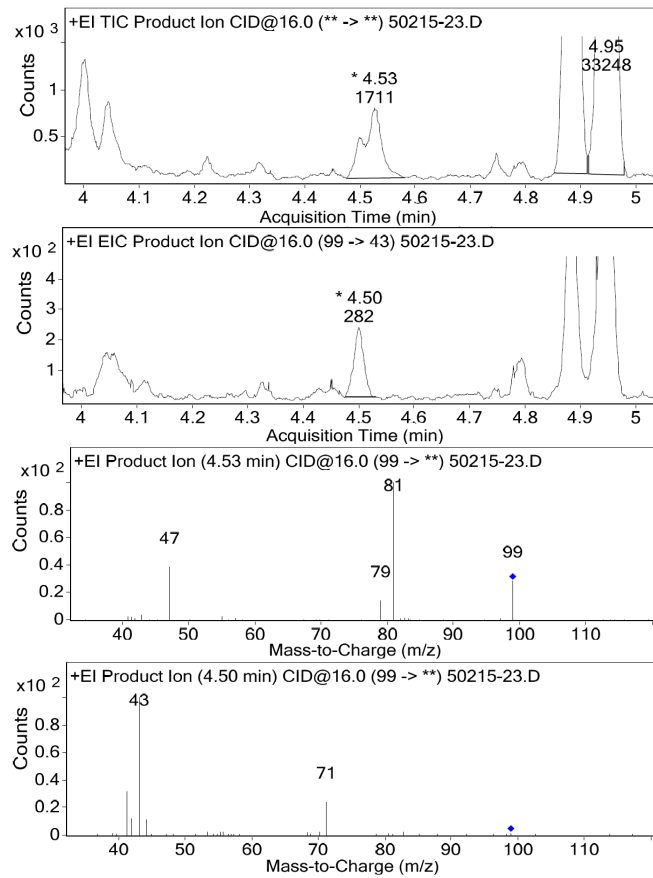 +EI TIC Product Ion CID@16.0 (** -> **) 50215-23.D
x10 3
Counts
1
0.5
* 4.53
1711
4.95
33248
4 4.1 4.2 4.3 4.4 4.5 4.6 4.7 4.8 4.9 5
Acquisition Time (min)
+EI EIC Product Ion CID@16.0 (99 -> 43) 50215-23.D
x10 2
Counts
4
3
2
1
* 4.50
282
4 4.1 4.2 4.3 4.4 4.5 4.6 4.7 4.8 4.9 5
Acquisition Time (min)
+EI Product Ion (4.53 min) CID@16.0 (99 -> **) 50215-23.D
x10 2
Counts
0.8
0.6
0.4
0.2
0
47
79
81
99
40 50 60 70 80 90 100 110
Mass-to-Charge (m/z)
+EI Product Ion (4.50 min) CID@16.0 (99 -> **) 50215-23.D
x10 2
Counts
0.8
0.6
0.4
0.2
0
43
71
40 50 60 70 80 90 100 110
Mass-to-Charge (m/z)